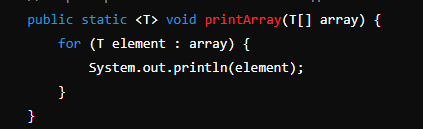 public static <T> void printArray(T[] array) {
for (T element : array) {
System.out.println(element);
}
}